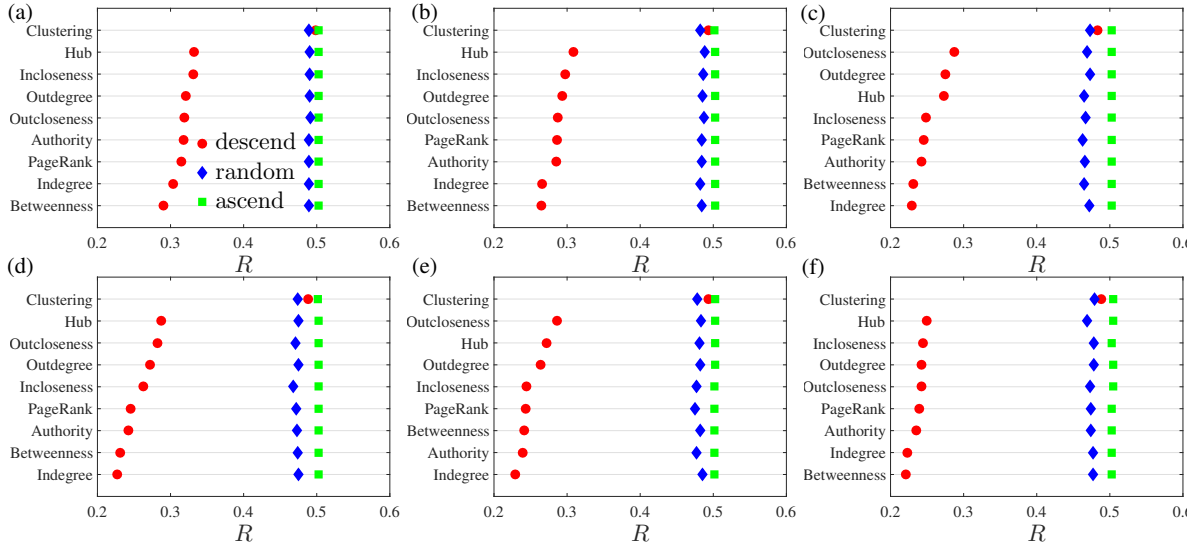 (a)
Clustering
Hub
Incloseness
Outdegree
Outcloseness
Authority
PageRank
Indegree
Betweenness
descend
random
ascend
0.2 0.3 0.4 0.5 0.6
R
(b)
Clustering
Hub
Incloseness
Outdegree
Outcloseness
PageRank
Authority
Indegree
Betweenness
0.2 0.3 0.4 0.5 0.6
R
(c)
Clustering
Outcloseness
Outdegree
Hub
Incloseness
PageRank
Authority
Betweenness
Indegree
0.2 0.3 0.4 0.5 0.6
R
(d)
Clustering
Hub
Outcloseness
Outdegree
Incloseness
PageRank
Authority
Betweenness
Indegree
0.2 0.3 0.4 0.5 0.6
R
(e)
Clustering
Outcloseness
Hub
Outdegree
Incloseness
PageRank
Betweenness
Authority
Indegree
0.2 0.3 0.4 0.5 0.6
R
(f)
Clustering
Hub
Incloseness
Outdegree
Outcloseness
PageRank
Authority
Indegree
Betweenness
0.2 0.3 0.4 0.5 0.6
R